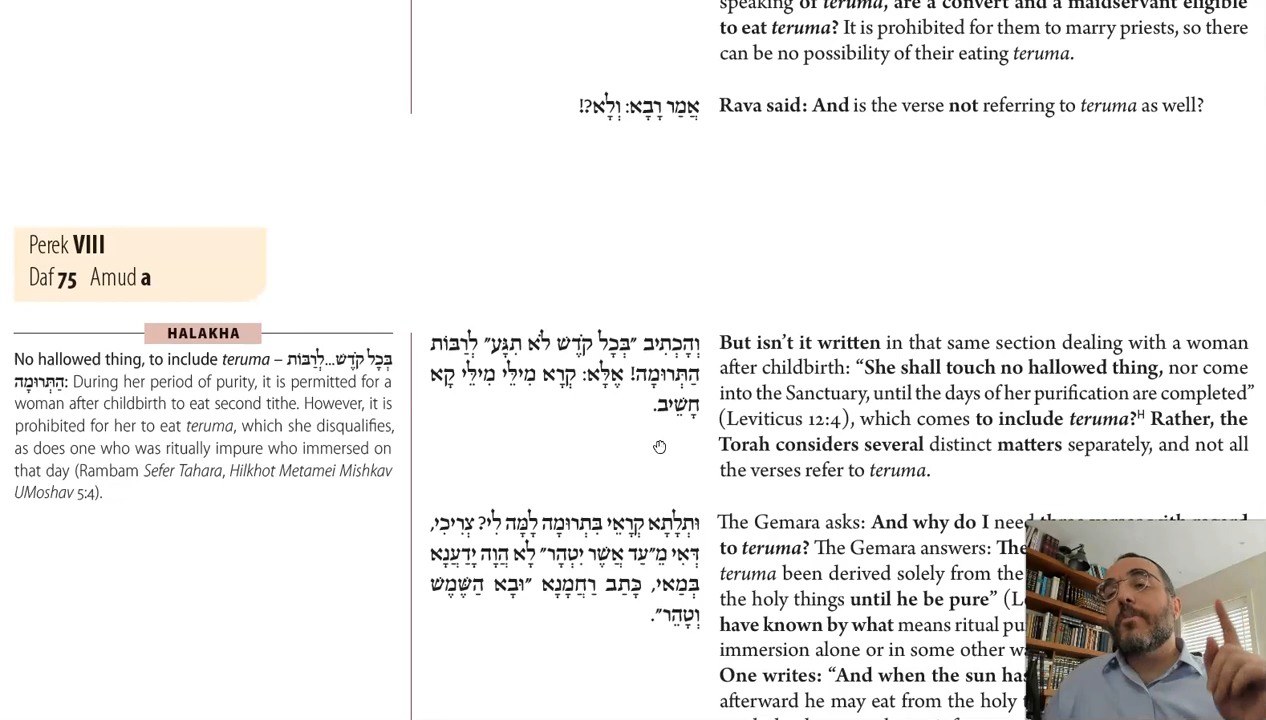 speaking of teruma, are a convert and a maidservant eligible
to eat teruma? It is prohibited for them to marry priests, so there
can be no possibility of their eating teruma.
אֲמַר רָבָא: וְלָא?!
Rava said: And is the verse not referring to teruma as well?
Perek VIII
Daf 75 Amud a
HALAKHA
No hallowed thing, to include teruma – בְּכׇל קֹדֶשׁ...לְרַבּוֹת
הַתְּרוּמָה: During her period of purity, it is permitted for a
woman after childbirth to eat second tithe. However, it is
prohibited for her to eat teruma, which she disqualifies,
as does one who was ritually impure who immersed on
that day (Rambam Sefer Tahara, Hilkhot Metamei Mishkav
UMoshav 5:4).
וְהָכְתִיב ״בְּכׇל קֹדֶשׁ לֹא תִגָּע״ לְרַבּוֹת
הַתְּרוּמָה! אֶלָּא: קְרָא מִילֵּי מִילֵּי קָא
חָשֵׁיב.
But isn't it written in that same section dealing with a woman
after childbirth: “She shall touch no hallowed thing, nor come
into the Sanctuary, until the days of her purification are completed”
(Leviticus 12:4), which comes to include teruma?H Rather, the
Torah considers several distinct matters separately, and not all
the verses refer to teruma.
וּתְלָתָא קְרָאֵי בִּתְרוּמָה לָמָּה לִי? צְרִיכִי,
דְּאִי מֵ״עַד אֲשֶׁר יִטְהָר״ לָא הֲוָה יָדַעְנָא
בְּמַאי, כָּתַב רַחֲמָנָא ״וּבָא הַשֶּׁמֶשׁ
וְטָהֵר״.
The Gemara asks: And why do I need
to teruma? The Gemara answers:
teruma been derived solely from the
the holy things until he be pure”
have known by what means ritual
immersion alone or in some other
One writes: “And when the sun
afterward he may eat from the holy